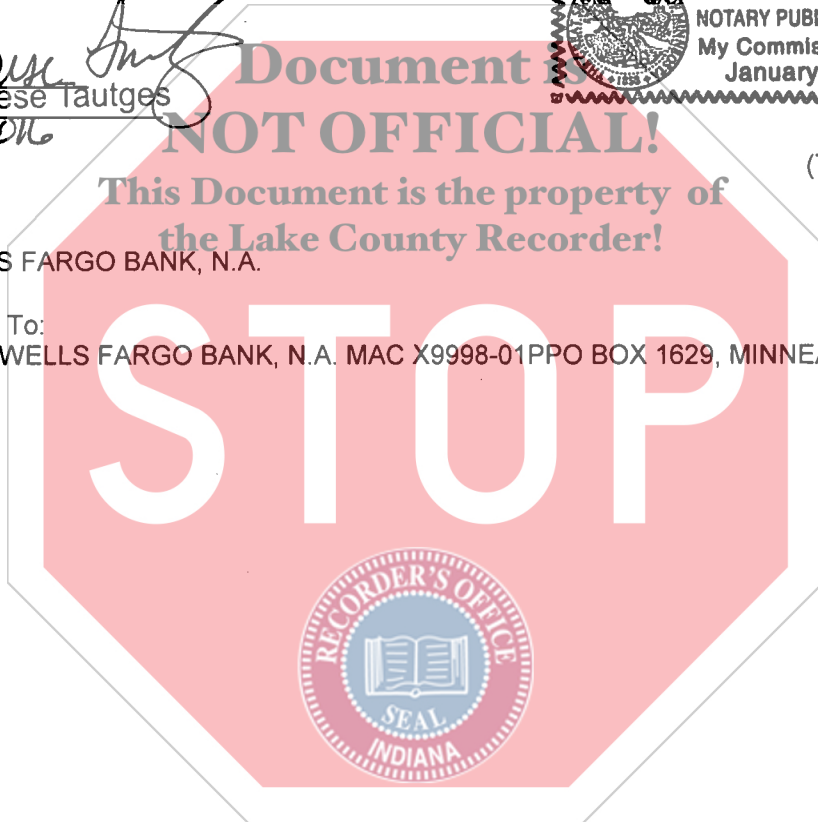 NOTARY PUB
My Commis
January
Document is
ese Tautges
NOT OFFICIAL!
(
This Document is the property of
the Lake County Recorder!
S FARGO BANK, N.A.
To:
WELLS FARGO BANK, N.A. MAC X9998-01PPO BOX 1629, MINNEA
STOP
RECORDER'S OFFICE
SEAL
INDIANA